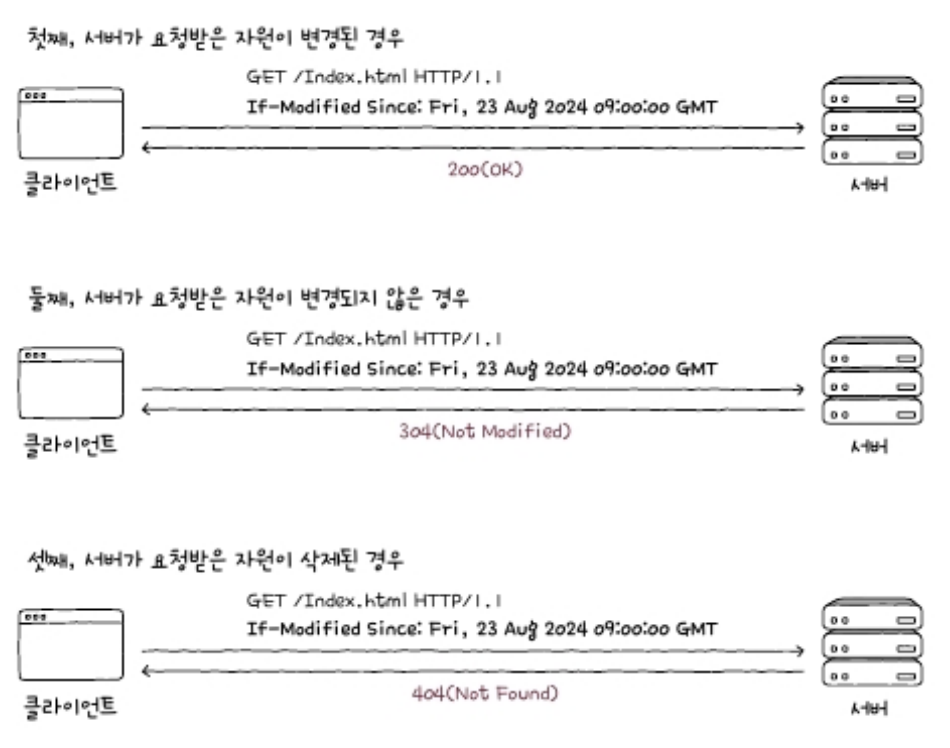 첫째, 서버가 요청받은 자원이 변경된 경우
GET /Index.html HTTP/1.1
If-Modified Since: Fri, 23 Aug 2024 09:00:00 GMT
200(OK)
클라이언트
서버
둘째, 서버가 요청받은 자원이 변경되지 않은 경우
GET /Index.html HTTP/1.1
If-Modified Since: Fri, 23 Aug 2024 09:00:00 GMT
304(Not Modified)
클라이언트
서버
셋째, 서버가 요청받은 자원이 삭제된 경우
GET /Index.html HTTP/1.1
If-Modified Since: Fri, 23 Aug 2024 09:00:00 GMT
404(Not Found)
클라이언트
서버